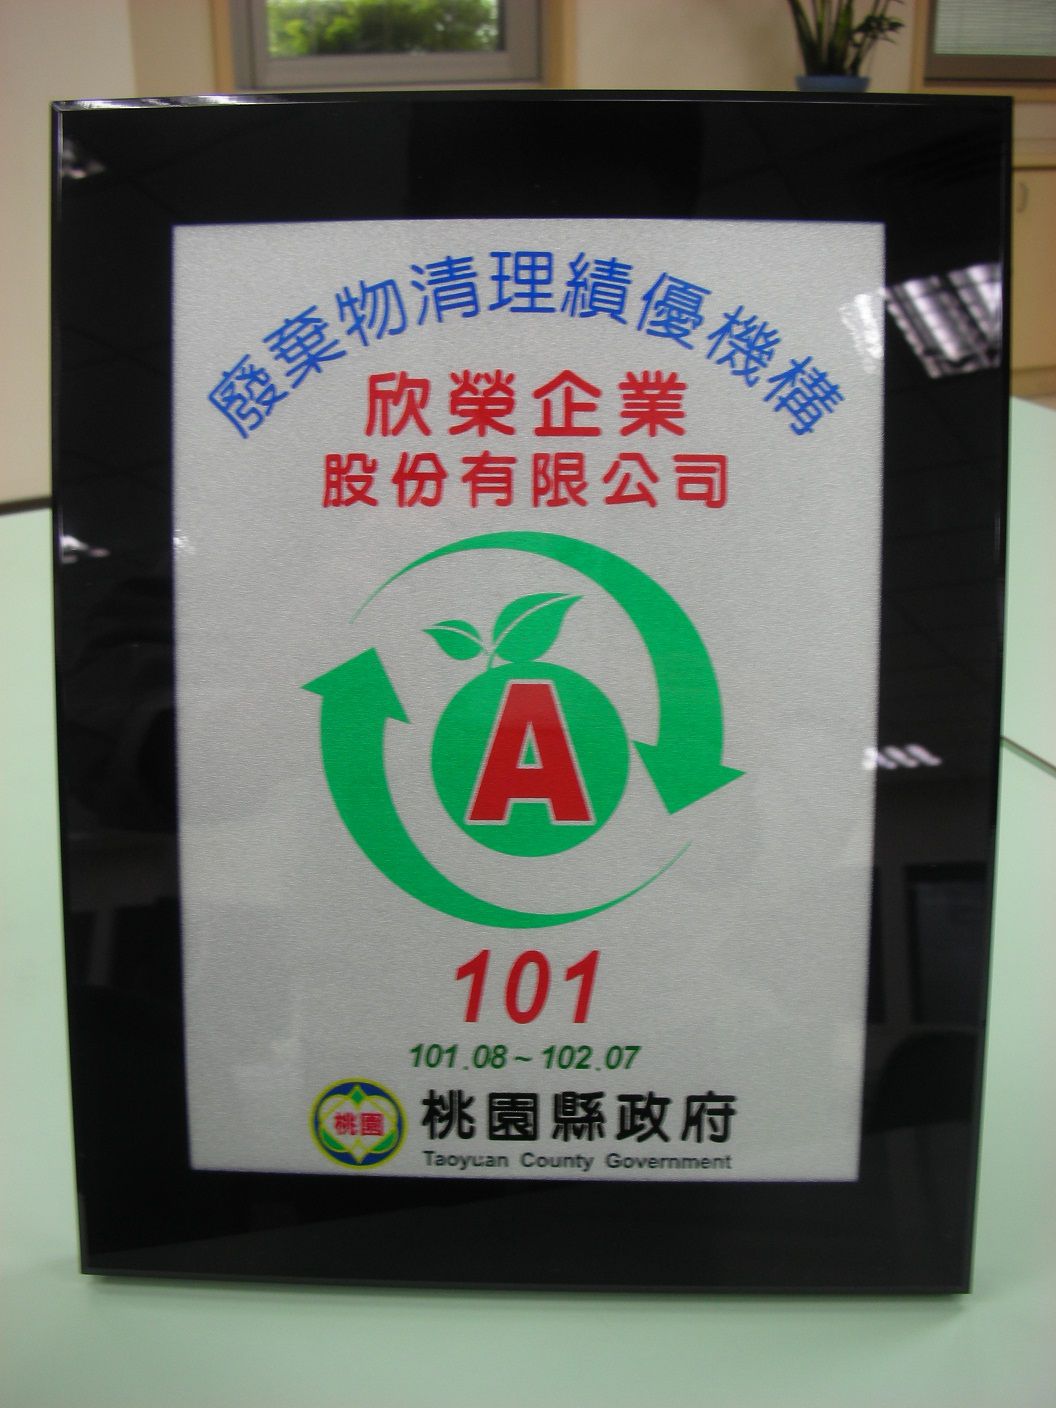 廢棄物清理績優機構
欣榮企業
股份有限公司
A
101
101.08~102.07
桃園
桃園縣政府
Taoyuan County Government